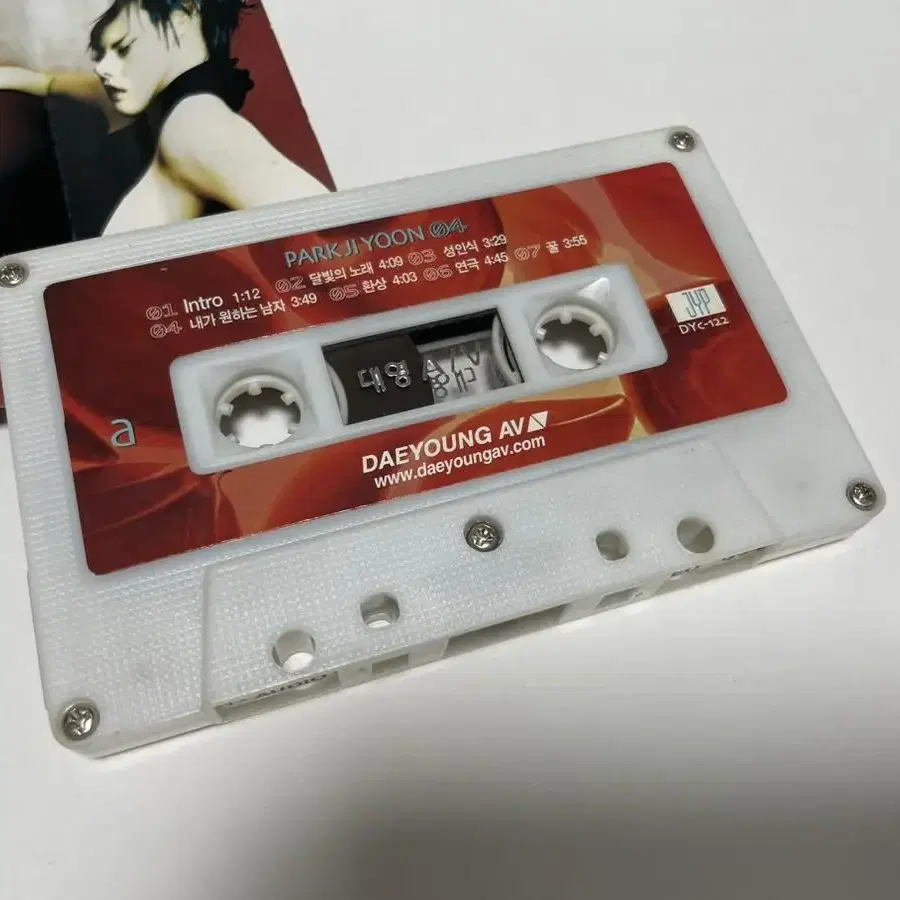 PARK JI YOON 04
01 Intro 1:12 02 달빛의 노래 4:09 03 성인식 3:29
04 내가 원하는 남자 3:49 05 환상 4:03 06 연극 4:45 07 꿀 3:55
JYP
DYC-122
a
대영 A/V
DAEYOUNG AV
www.daeyoungav.com
AUDIO